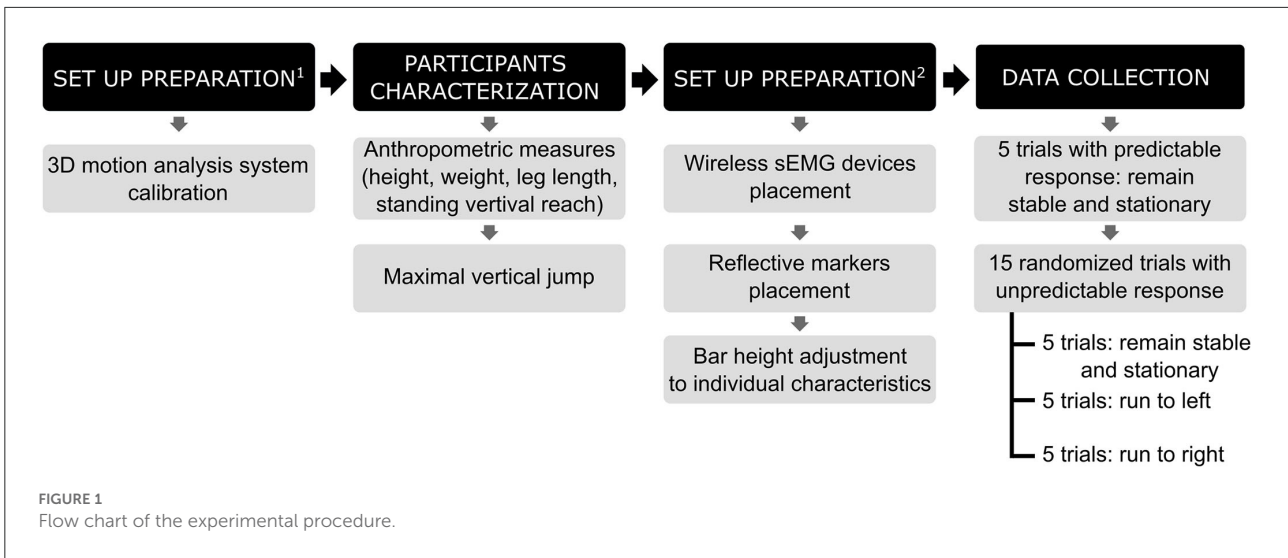 SET UP PREPARATION¹
3D motion analysis system
calibration
PARTICIPANTS
CHARACTERIZATION
Anthropometric measures
(height, weight, leg length,
standing vertival reach)
Maximal vertical jump
SET UP PREPARATION²
Wireless sEMG devices
placement
Reflective markers
placement
Bar height adjustment
to individual characteristics
DATA COLLECTION
5 trials with predictable
response: remain
stable and stationary
15 randomized trials with
unpredictable response
5 trials: remain stable
and stationary
5 trials: run to left
5 trials: run to right
FIGURE 1
Flow chart of the experimental procedure.